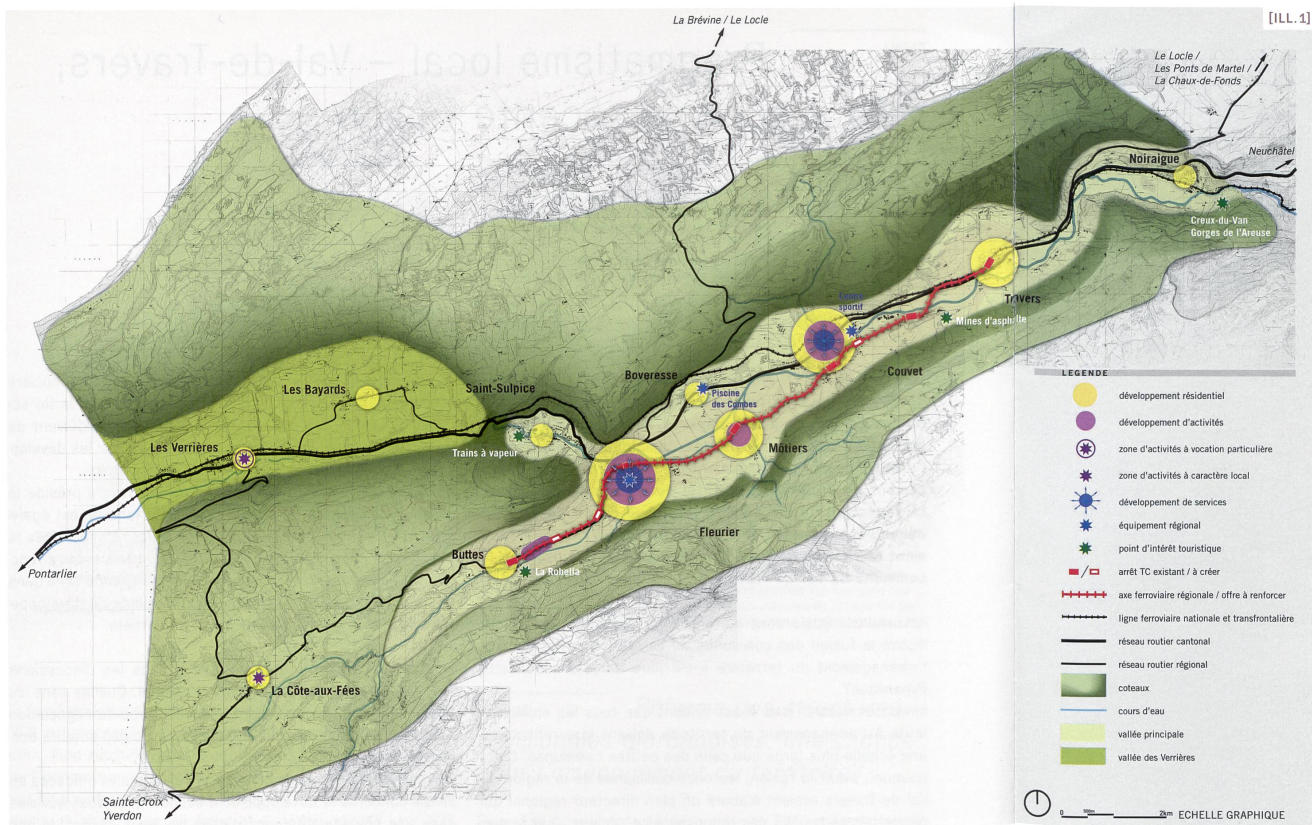 [ILL.1]
La Brévine / Le Locle
Le Locle /
Les Ponts de Martel /
La Chaux-de-Fonds
Neuchâtel
Noiraigue
Creux-du-Van
Gorges de l'Areuse
Travers
Mines d'asphalte
Centre
sportif
Couvet
Boveresse
Piscine
des Combes
Môtiers
Saint-Sulpice
Les Bayards
Les Verrières
Trains à vapeur
Fleurier
Buttes
La Robella
Pontarlier
La Côte-aux-Fées
Sainte-Croix
Yverdon
LEGENDE
développement résidentiel
développement d'activités
zone d'activités à vocation particulière
zone d'activités à caractère local
développement de services
équipement régional
point d'intérêt touristique
arrêt TC existant / à créer
axe ferroviaire régionale / offre à renforcer
ligne ferroviaire nationale et transfrontalière
réseau routier cantonal
réseau routier régional
coteaux
cours d'eau
vallée principale
vallée des Verrières
0 500m 2km ECHELLE GRAPHIQUE